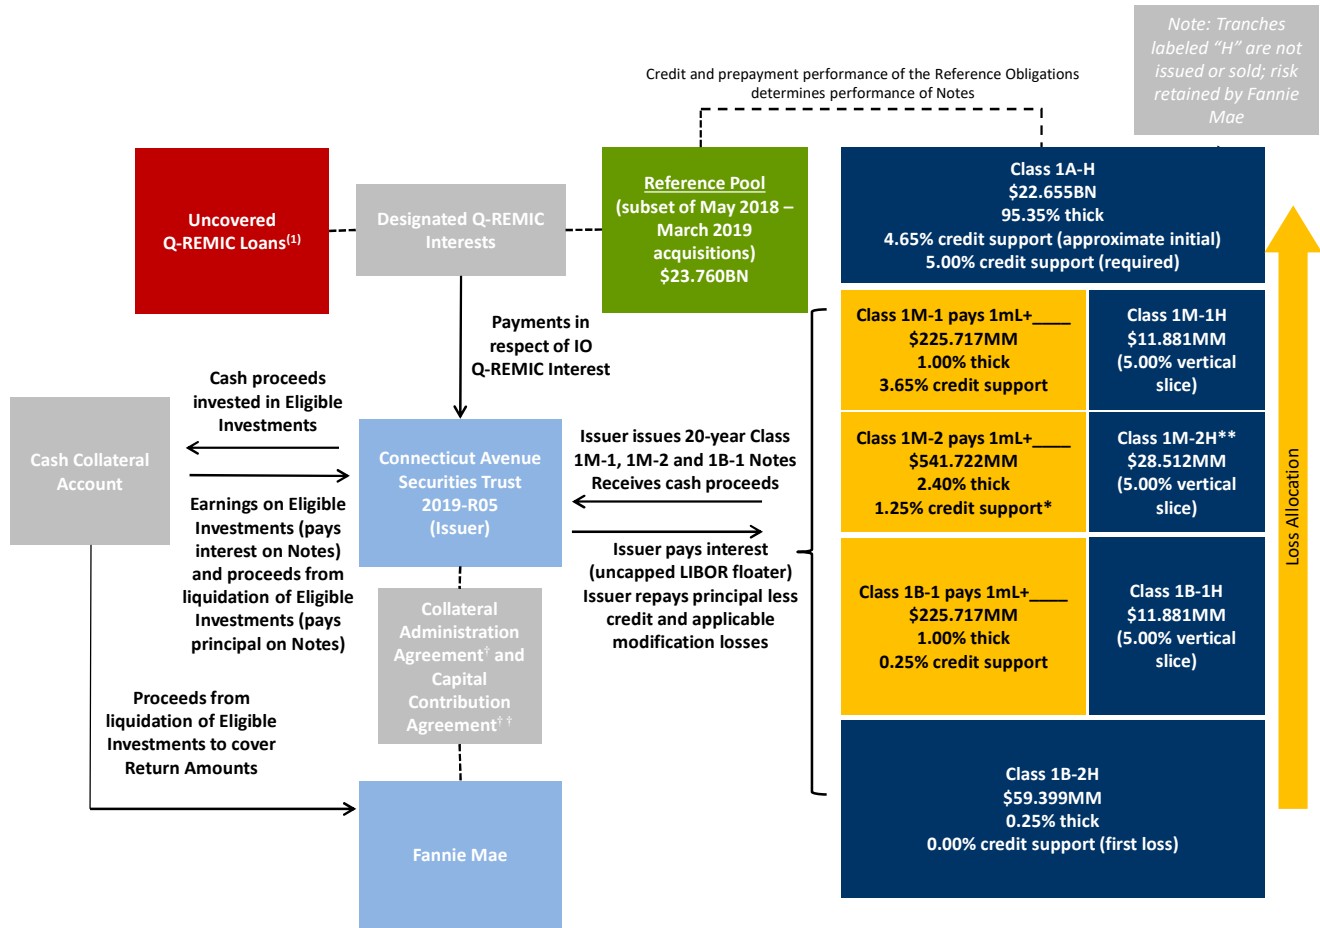 Note: Tranches
labeled “H” are not
issued or sold; risk
retained by Fannie
Mae
Credit and prepayment performance of the Reference Obligations
determines performance of Notes
Uncovered
Q-REMIC Loans(1)
Designated Q-REMIC
Interests
Reference Pool
(subset of May 2018 –
March 2019
acquisitions)
$23.760BN
Class 1A-H
$22.655BN
95.35% thick
4.65% credit support (approximate initial)
5.00% credit support (required)
Payments in
respect of IO
Q-REMIC Interest
Class 1M-1 pays 1mL+____
$225.717MM
1.00% thick
3.65% credit support
Class 1M-1H
$11.881MM
(5.00% vertical
slice)
Cash proceeds
invested in Eligible
Investments
Cash Collateral
Account
Earnings on Eligible
Investments (pays
interest on Notes)
and proceeds from
liquidation of Eligible
Investments (pays
principal on Notes)
Connecticut Avenue
Securities Trust
2019-R05
(Issuer)
Issuer issues 20-year Class
1M-1, 1M-2 and 1B-1 Notes
Receives cash proceeds
Issuer pays interest
(uncapped LIBOR floater)
Issuer repays principal less
credit and applicable
modification losses
Class 1M-2 pays 1mL+____
$541.722MM
2.40% thick
1.25% credit support*
Class 1M-2H**
$28.512MM
(5.00% vertical
slice)
Loss Allocation
Class 1B-1 pays 1mL+____
$225.717MM
1.00% thick
0.25% credit support
Class 1B-1H
$11.881MM
(5.00% vertical
slice)
Collateral
Administration
Agreement† and
Capital
Contribution
Agreement††
Proceeds from
liquidation of Eligible
Investments to cover
Return Amounts
Fannie Mae
Class 1B-2H
$59.399MM
0.25% thick
0.00% credit support (first loss)